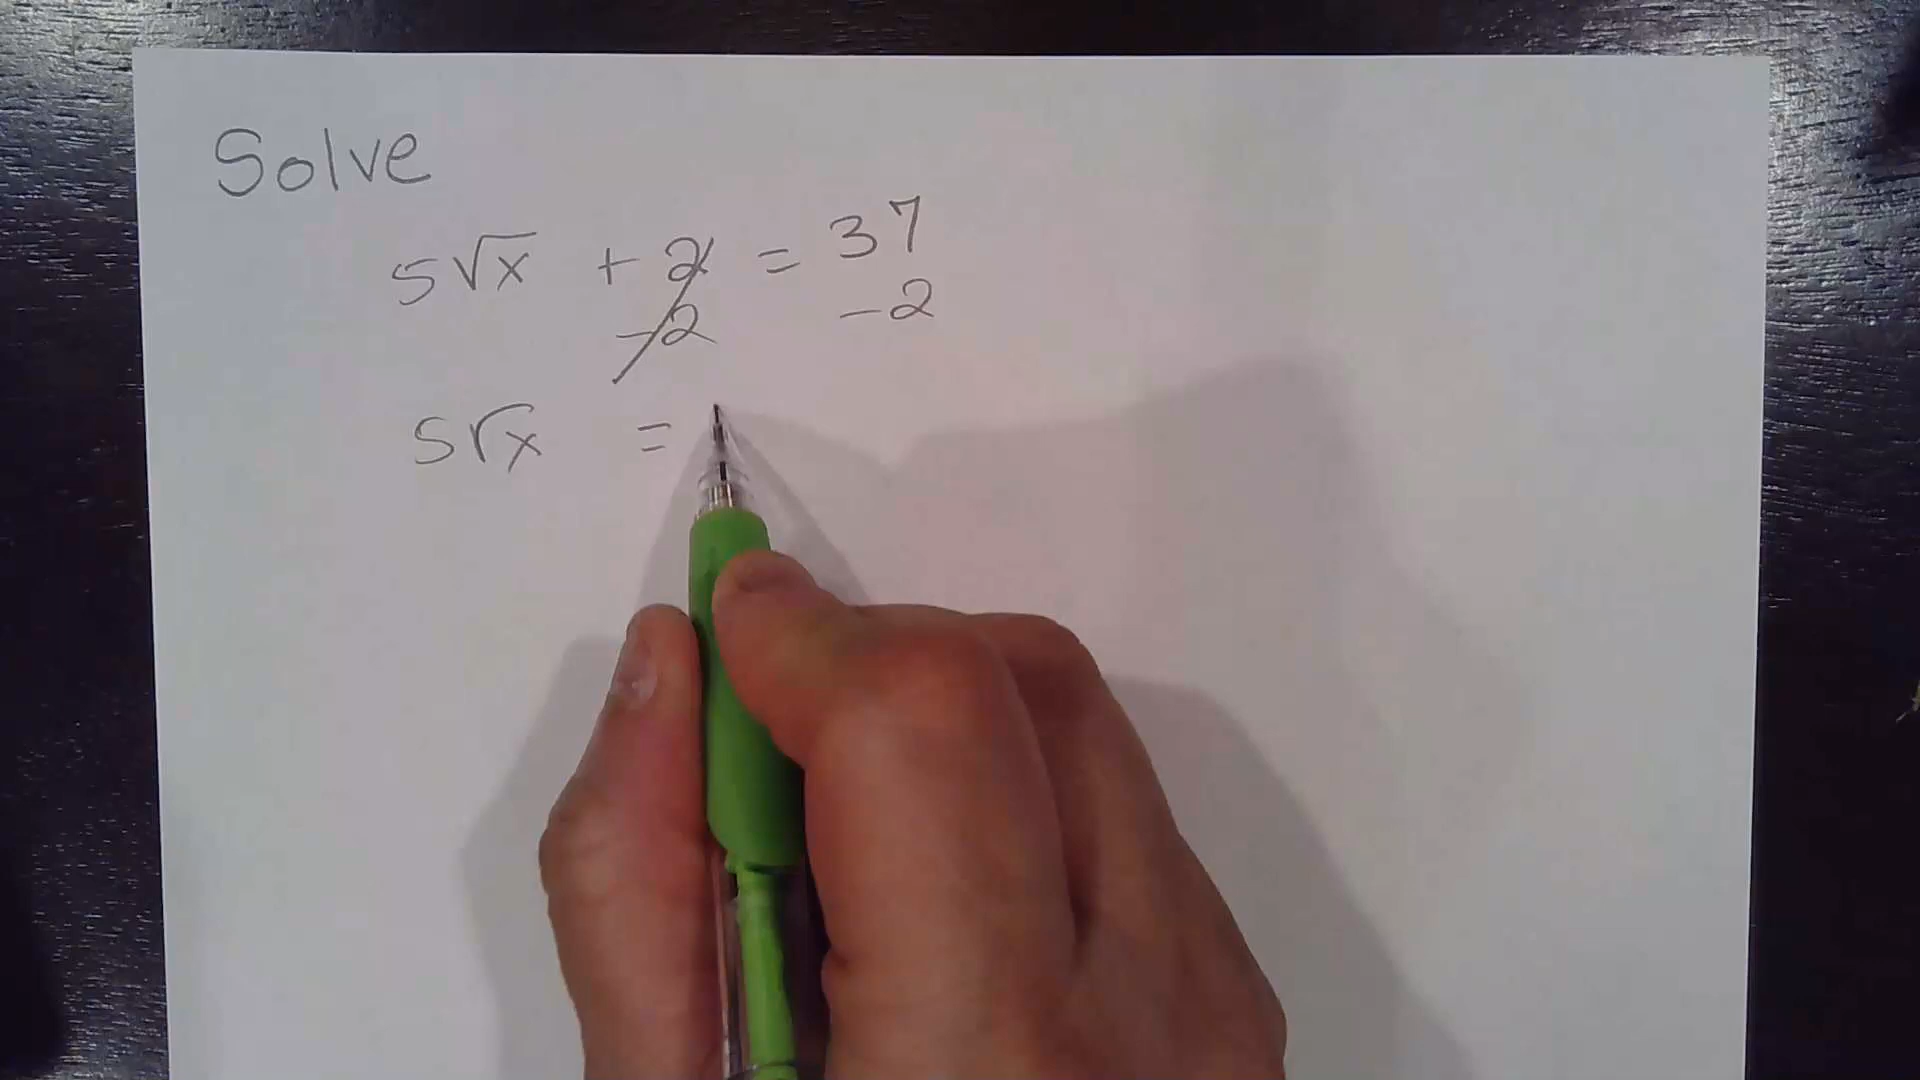 Solve
5√x + 2 = 37
-2 -2
5√x =